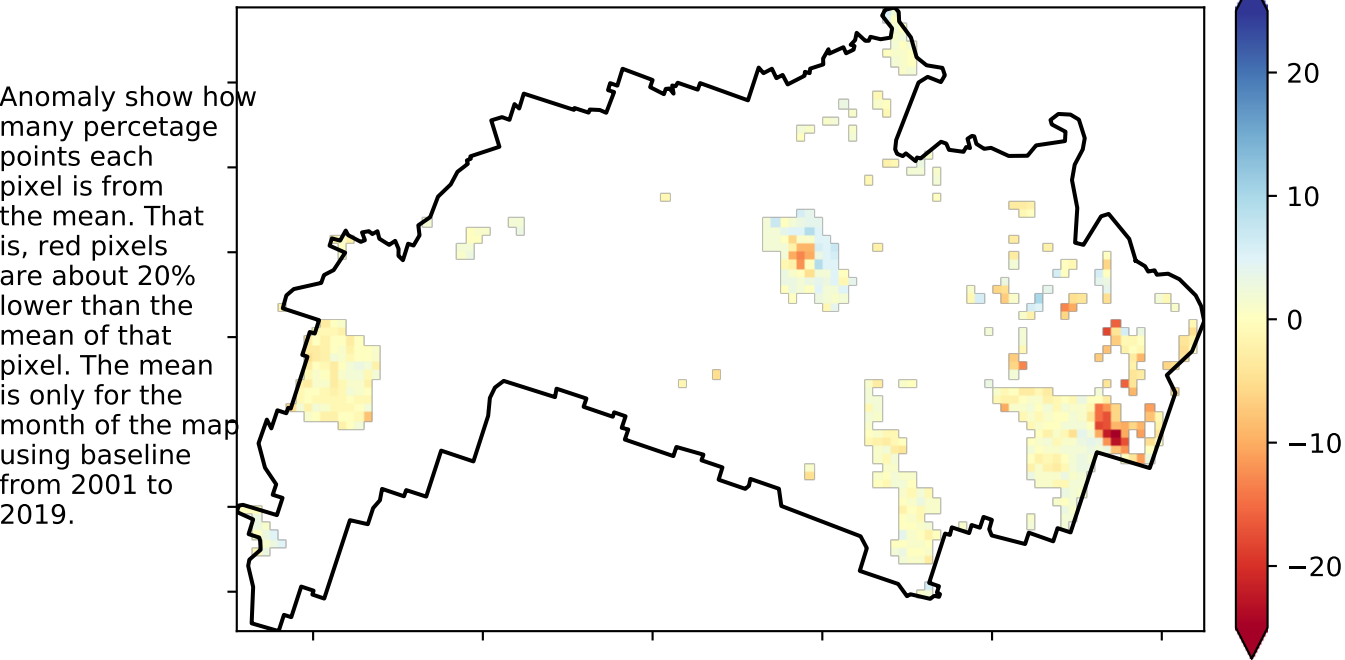 Anomaly show how
many percetage
points each
pixel is from
the mean. That
is, red pixels
are about 20%
lower than the
mean of that
pixel. The mean
is only for the
month of the map
using baseline
from 2001 to
2019.
20
10
0
−10
−20